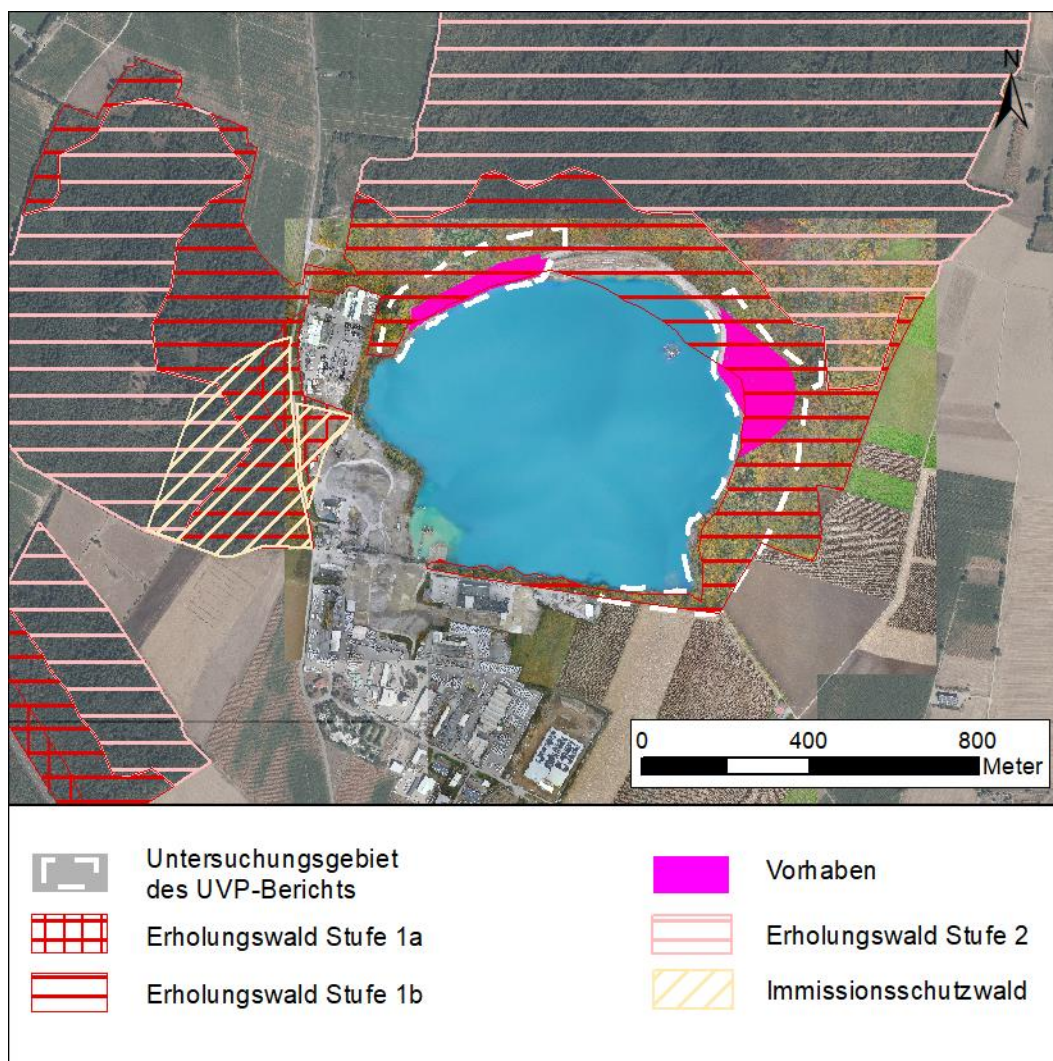 N
0 400 800
Meter
Untersuchungsgebiet
des UVP-Berichts
Vorhaben
Erholungswald Stufe 1a
Erholungswald Stufe 2
Erholungswald Stufe 1b
Immissionsschutzwald